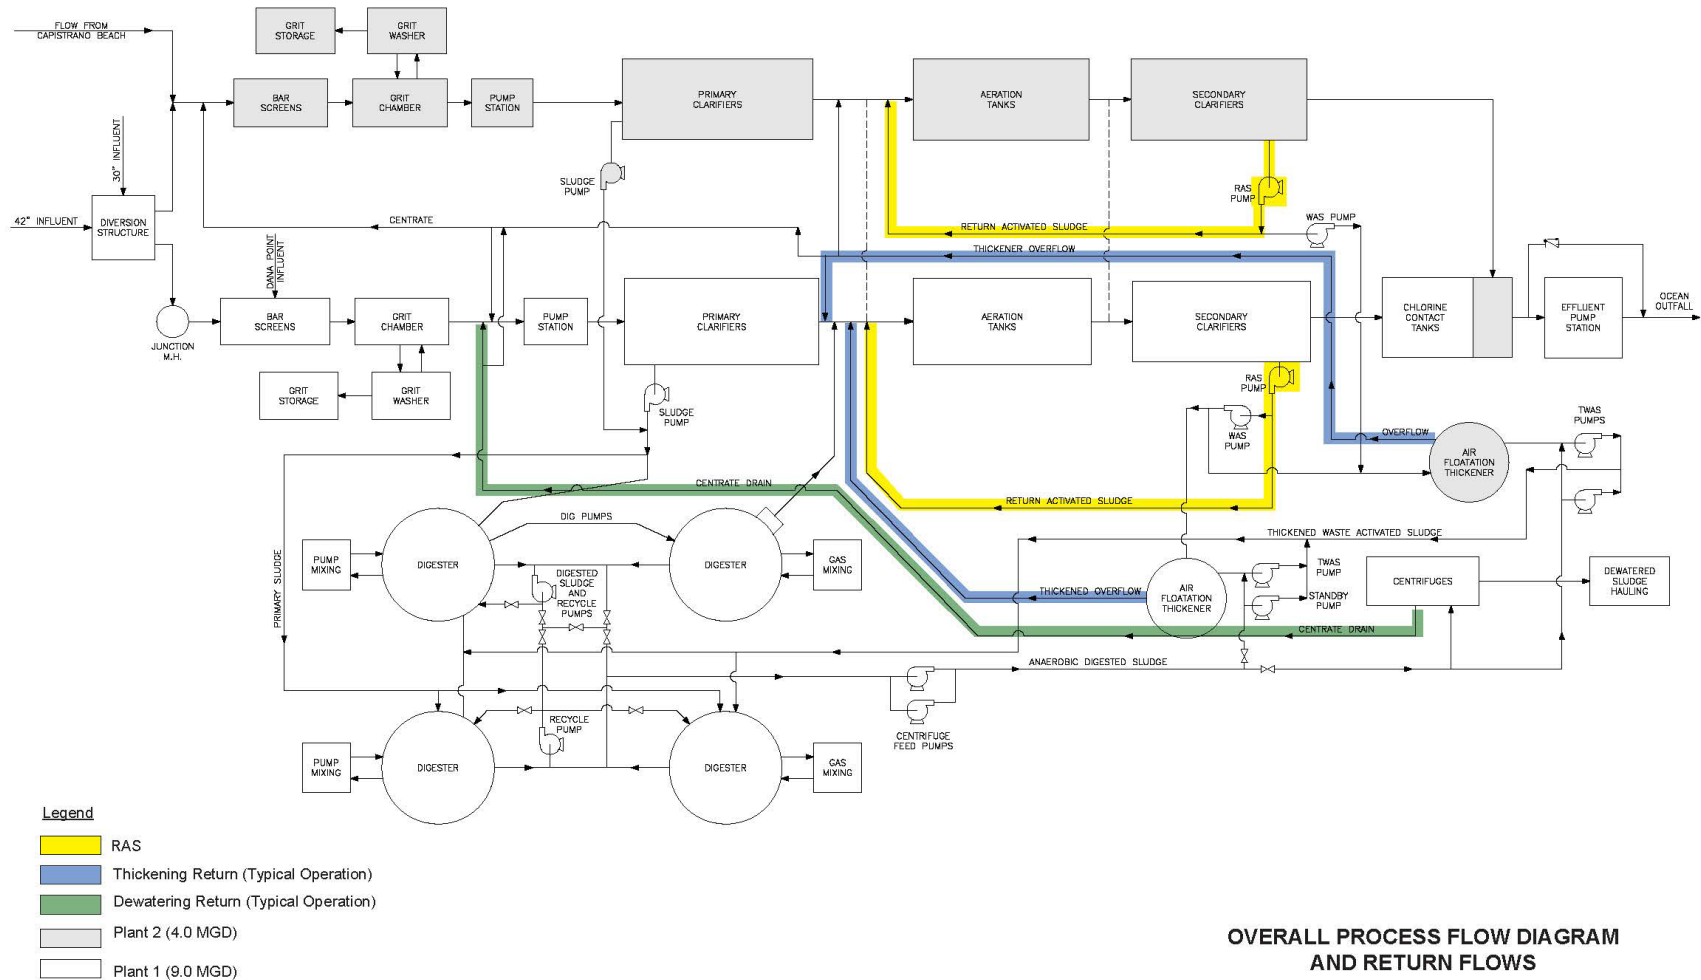 FLOW FROM
CAPISTRANO BEACH
GRIT
STORAGE
GRIT
WASHER
BAR
SCREENS
GRIT
CHAMBER
PUMP
STATION
PRIMARY
CLARIFIERS
AERATION
TANKS
SECONDARY
CLARIFIERS
30" INFLUENT
42" INFLUENT
DIVERSION
STRUCTURE
SLUDGE
PUMP
RAS
PUMP
CENTRATE
RETURN ACTIVATED SLUDGE
WAS PUMP
THICKENER OVERFLOW
DANA POINT
INFLUENT
JUNCTION
M.H.
BAR
SCREENS
GRIT
CHAMBER
PUMP
STATION
PRIMARY
CLARIFIERS
AERATION
TANKS
SECONDARY
CLARIFIERS
CHLORINE
CONTACT
TANKS
EFFLUENT
PUMP
STATION
OCEAN
OUTFALL
GRIT
STORAGE
GRIT
WASHER
SLUDGE
PUMP
RAS
PUMP
WAS
PUMP
OVERFLOW
TWAS
PUMPS
AIR
FLOATATION
THICKENER
CENTRATE DRAIN
RETURN ACTIVATED SLUDGE
DIG PUMPS
THICKENED WASTE ACTIVATED SLUDGE
PRIMARY SLUDGE
PUMP
MIXING
DIGESTER
DIGESTED
SLUDGE
AND
RECYCLE
PUMPS
DIGESTER
GAS
MIXING
THICKENED OVERFLOW
AIR
FLOATATION
THICKENER
TWAS
PUMP
STANDBY
PUMP
CENTRIFUGES
DEWATERED
SLUDGE
HAULING
CENTRATE DRAIN
ANAEROBIC DIGESTED SLUDGE
CENTRIFUGE
FEED PUMPS
RECYCLE
PUMP
PUMP
MIXING
DIGESTER
DIGESTER
GAS
MIXING
Legend
RAS
Thickening Return (Typical Operation)
Dewatering Return (Typical Operation)
Plant 2 (4.0 MGD)
Plant 1 (9.0 MGD)
OVERALL PROCESS FLOW DIAGRAM
AND RETURN FLOWS